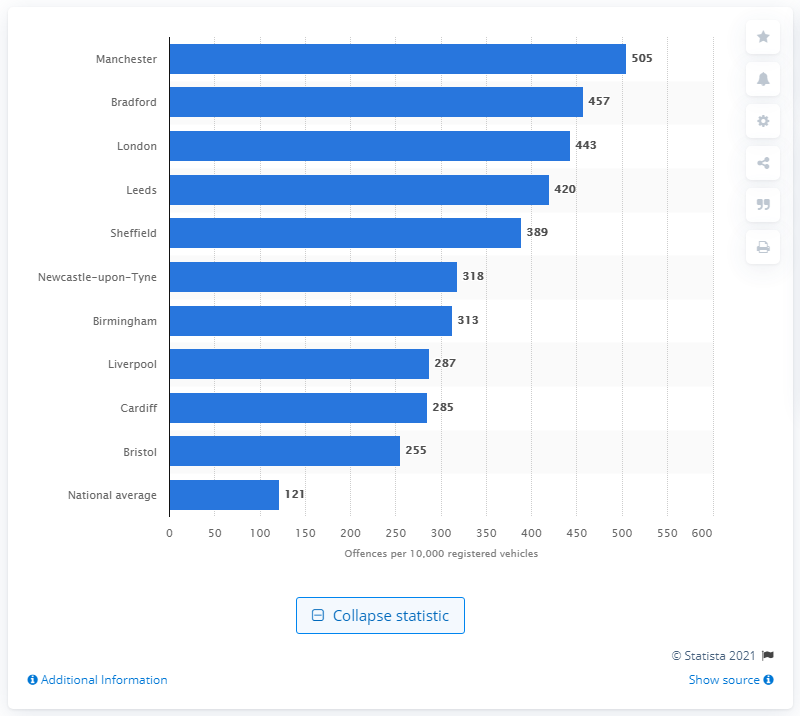 Manchester 505
Bradford 457
London 443
Leeds 420
Sheffield 389
Newcastle-upon-Tyne 318
Birmingham 313
Liverpool 287
Cardiff 285
Bristol 255
National average 121
0 50 100 150 200 250 300 350 400 450 500 550 600
Offences per 10,000 registered vehicles
Collapse statistic
© Statista 2021
Additional Information Show source